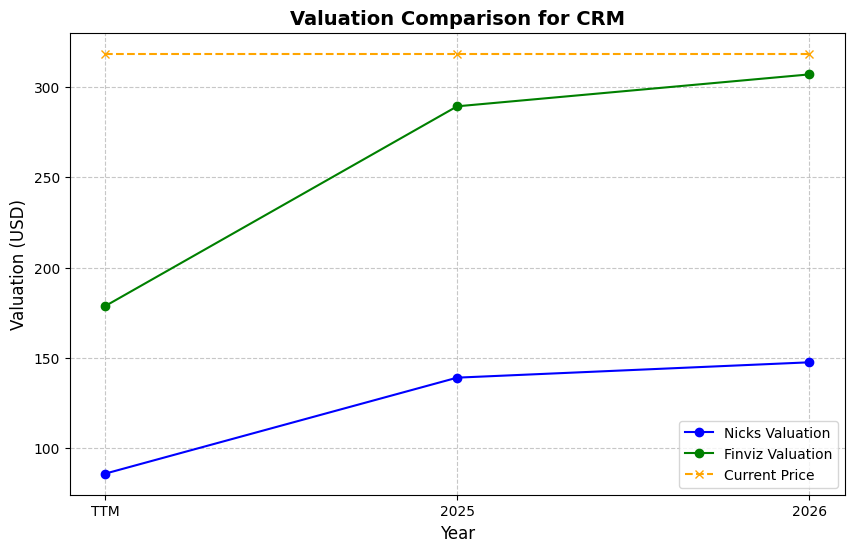 Valuation Comparison for CRM
Valuation (USD)
300
250
200
150
100
TTM
2025
2026
Year
Nicks Valuation
Finviz Valuation
Current Price